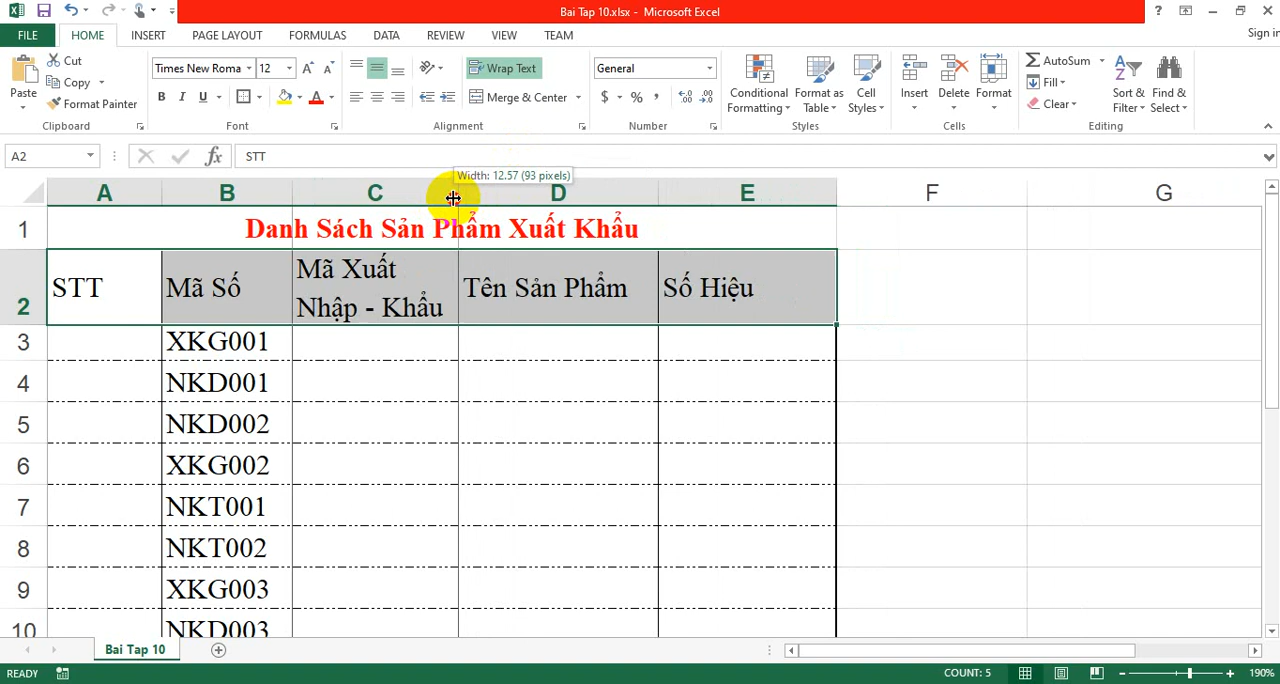 Bai Tap 10.xlsx - Microsoft Excel
?
FILE HOME INSERT PAGE LAYOUT FORMULAS DATA REVIEW VIEW TEAM
Sign in
Paste
Cut
Copy
Format Painter
Clipboard
Times New Roma 12
B I U A
Font
Wrap Text
Merge & Center
Alignment
General
$ % ,
Number
Conditional Formatting
Format as Table
Cell Styles
Styles
Insert
Delete
Format
Cells
AutoSum
Fill
Clear
Sort & Filter
Find & Select
Editing
A2 fx STT
Width: 12.57 (93 pixels)
A B C D E F G
1 Danh Sách Sản Phẩm Xuất Khẩu
2 STT Mã Số Mã Xuất Nhập - Khẩu Tên Sản Phẩm Số Hiệu
3 XKG001
4 NKD001
5 NKD002
6 XKG002
7 NKT001
8 NKT002
9 XKG003
10 NKD003
Bai Tap 10
READY COUNT: 5 190%